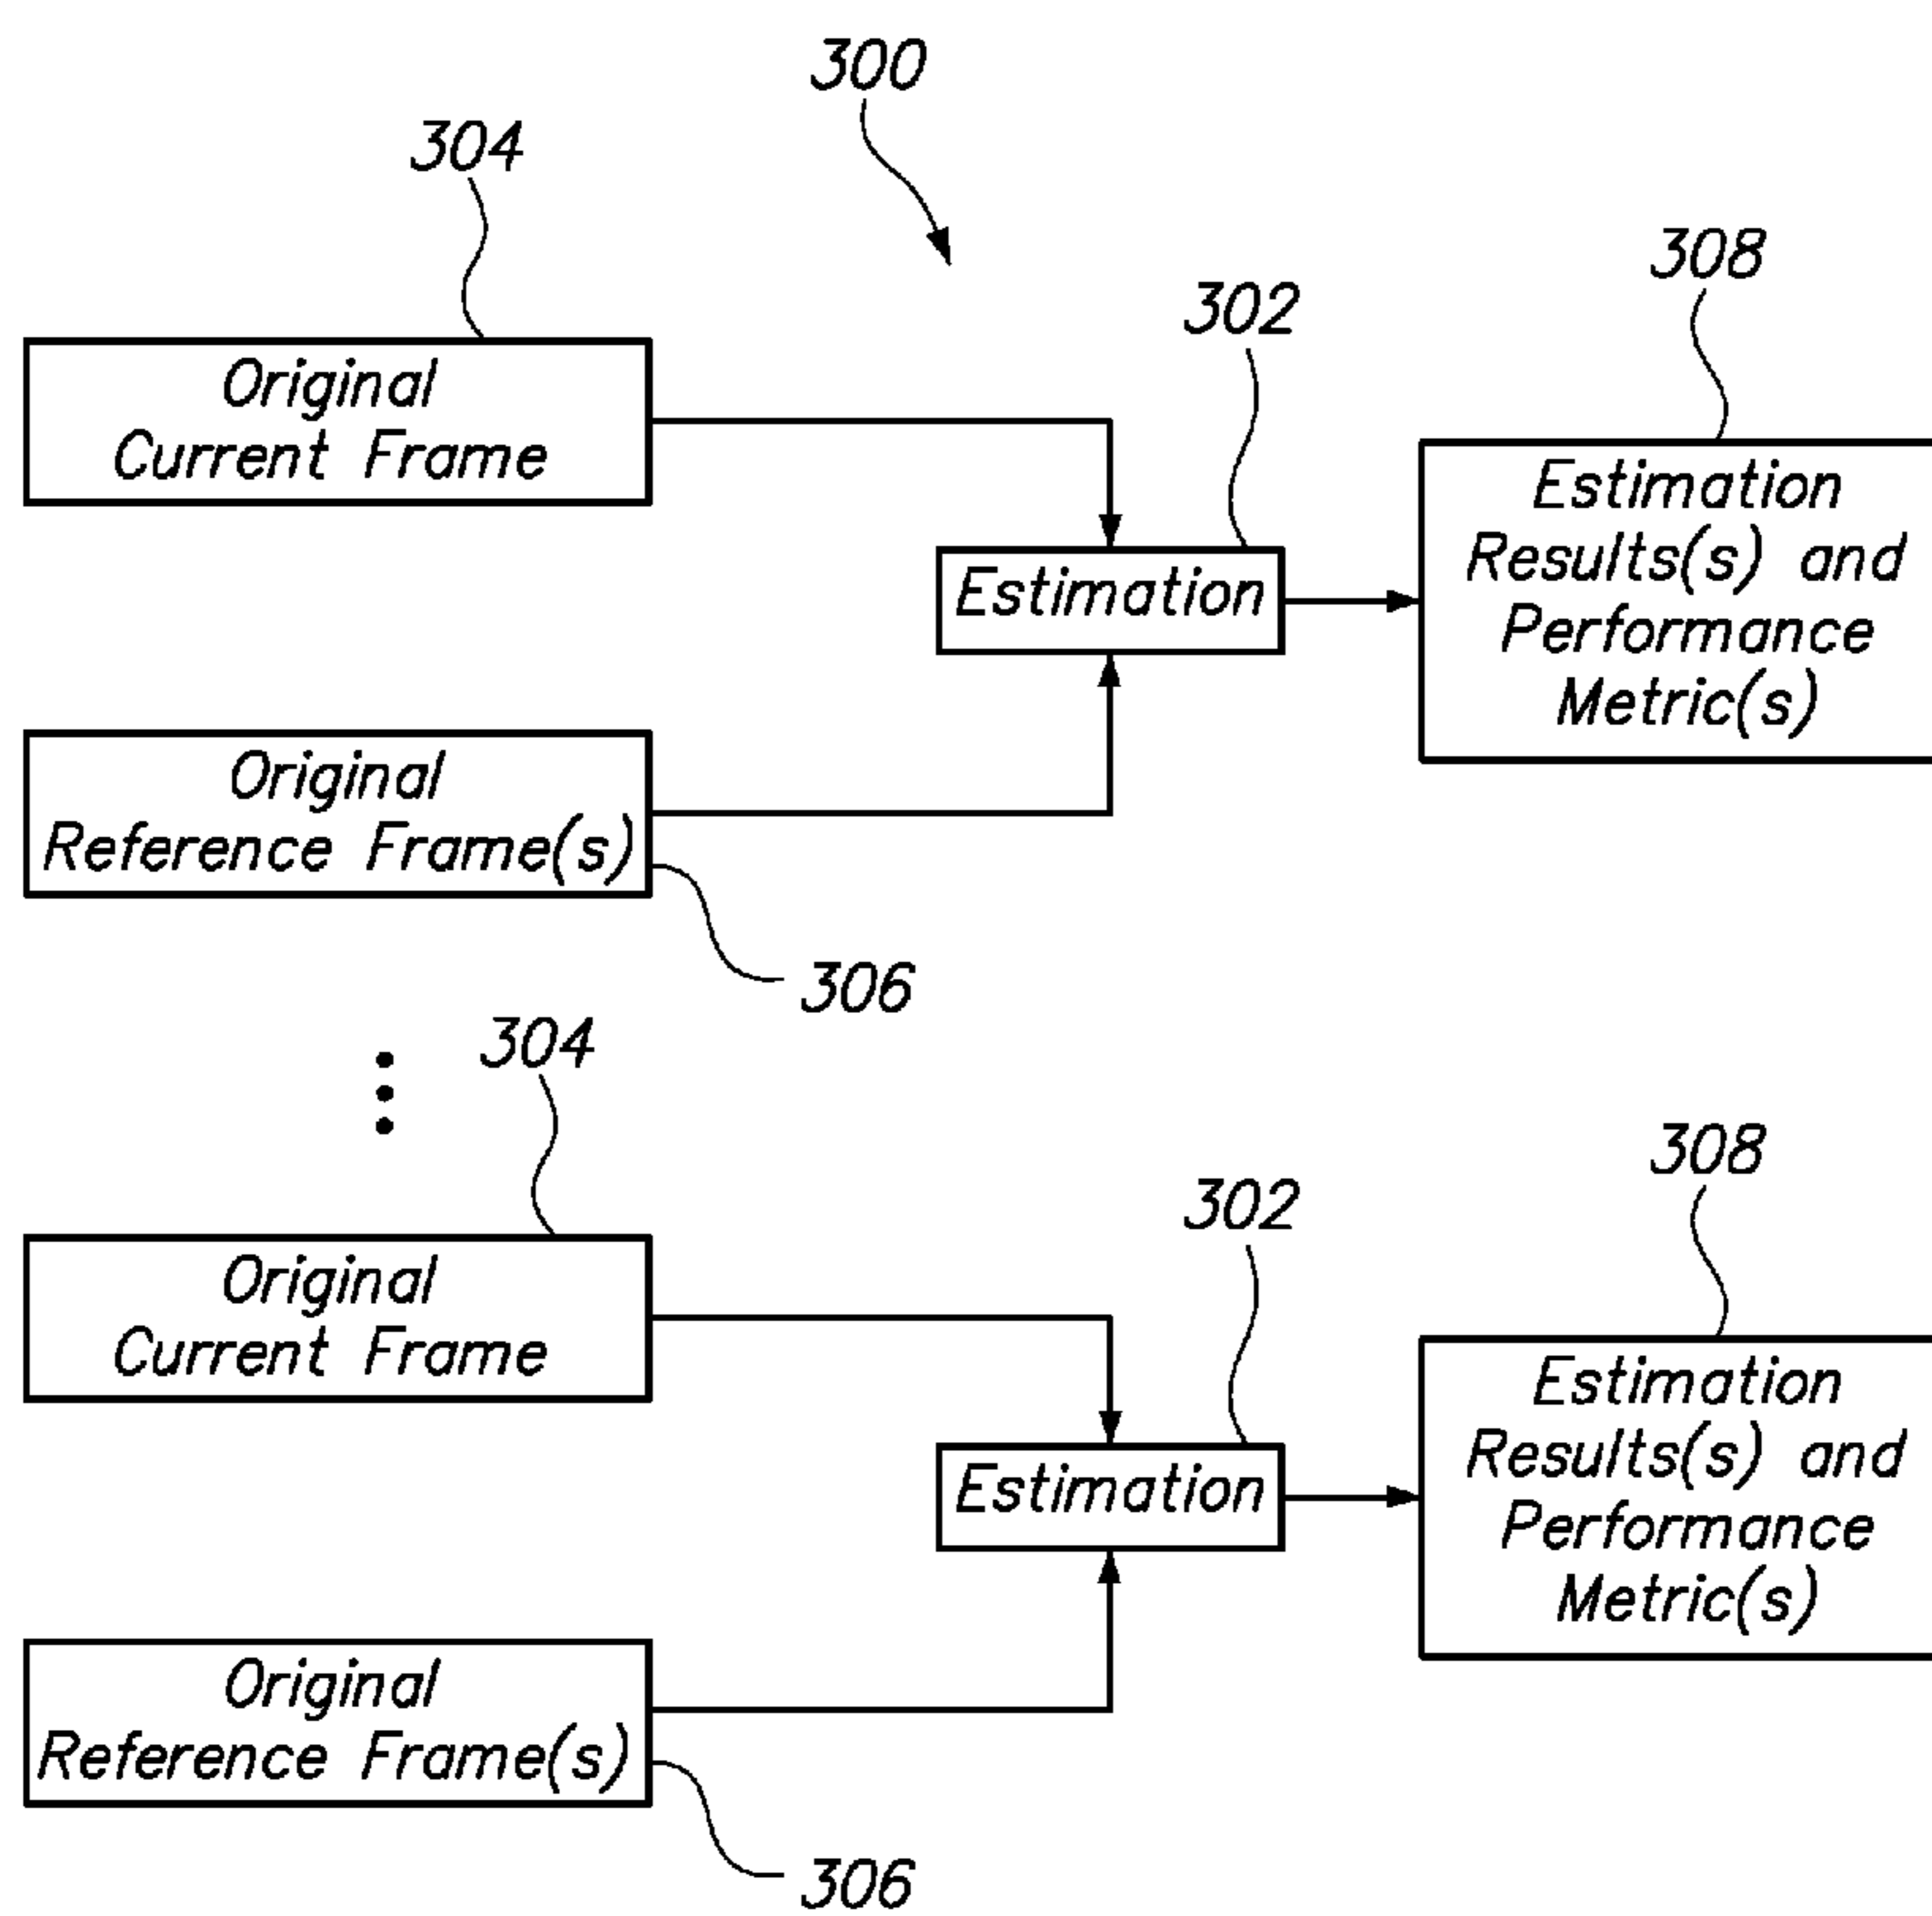 300
304
308
302
Original
Current Frame
Estimation
Results(s) and
Performance
Metric(s)
Estimation
Original
Reference Frame(s)
306
304
308
302
Original
Current Frame
Estimation
Results(s) and
Performance
Metric(s)
Estimation
Original
Reference Frame(s)
306